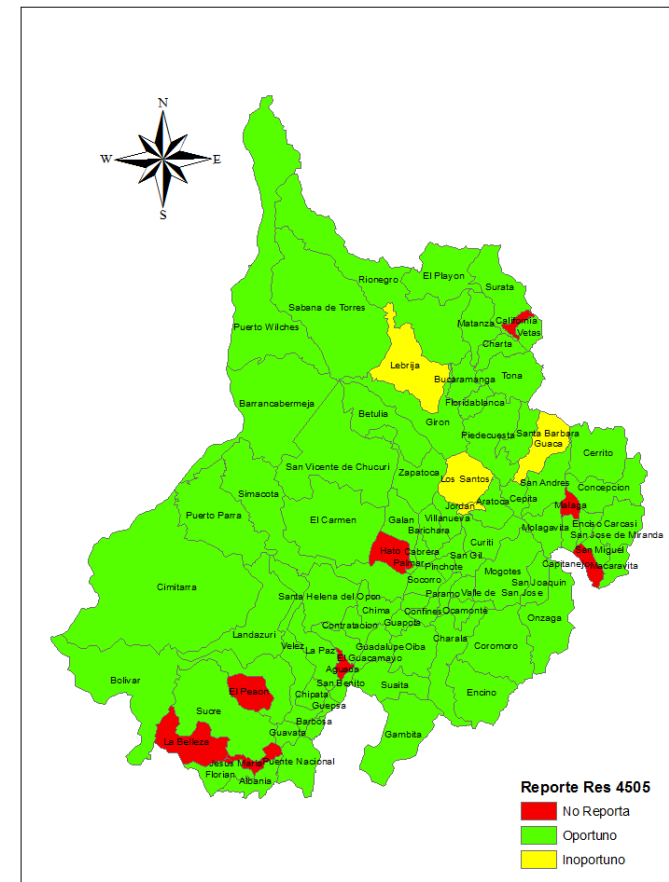 N
W
E
S
El Playon
Rionegro
Surata
Sabana de Torres
California
Matanza
Puerto Wilches
Vetas
Charta
Lebrija
Tona
Bucaramanga
Barrancabermeja
Floridablanca
Betulia
Giron
Santa Barbara
Piedecuesta
Guaca
Cerrito
San Vicente de Chucuri
Zapatoca
Los Santos
San Andres
Concepcion
Simacota
Aratoca
Cepita
Malaga
Jordan
Puerto Parra
El Carmen
Galan
Villanueva
Enciso
Carcasi
Barichara
Molagavita
San Jose de Miranda
Curiti
Hato
Cabrera
San Gil
San Miguel
Palmar
Pinchote
Capitanejo
Macaravita
Mogotes
Cimitarra
Socorro
San Joaquin
Santa Helena del Opon
Paramo
Valle de San Jose
Chima
Confines
Ocamonte
Onzaga
Contratacion
Guapota
Landazuri
Charala
Velez
La Paz
Guadalupe
Oiba
Coromoro
El Guacamayo
Aguada
Bolivar
San Benito
Suaita
El Peaon
Chipata
Encino
Guepsa
Sucre
Barbosa
Guavata
Gambita
La Belleza
Jesus Maria
Puente Nacional
Florian
Albania
Reporte Res 4505
No Reporta
Oportuno
Inoportuno